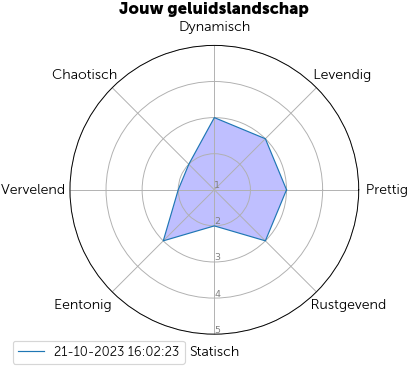 Jouw geluidslandschap
Dynamisch
Chaotisch
Levendig
Vervelend
1
Prettig
2
3
Eentonig
4
Rustgevend
5
21-10-2023 16:02:23
Statisch